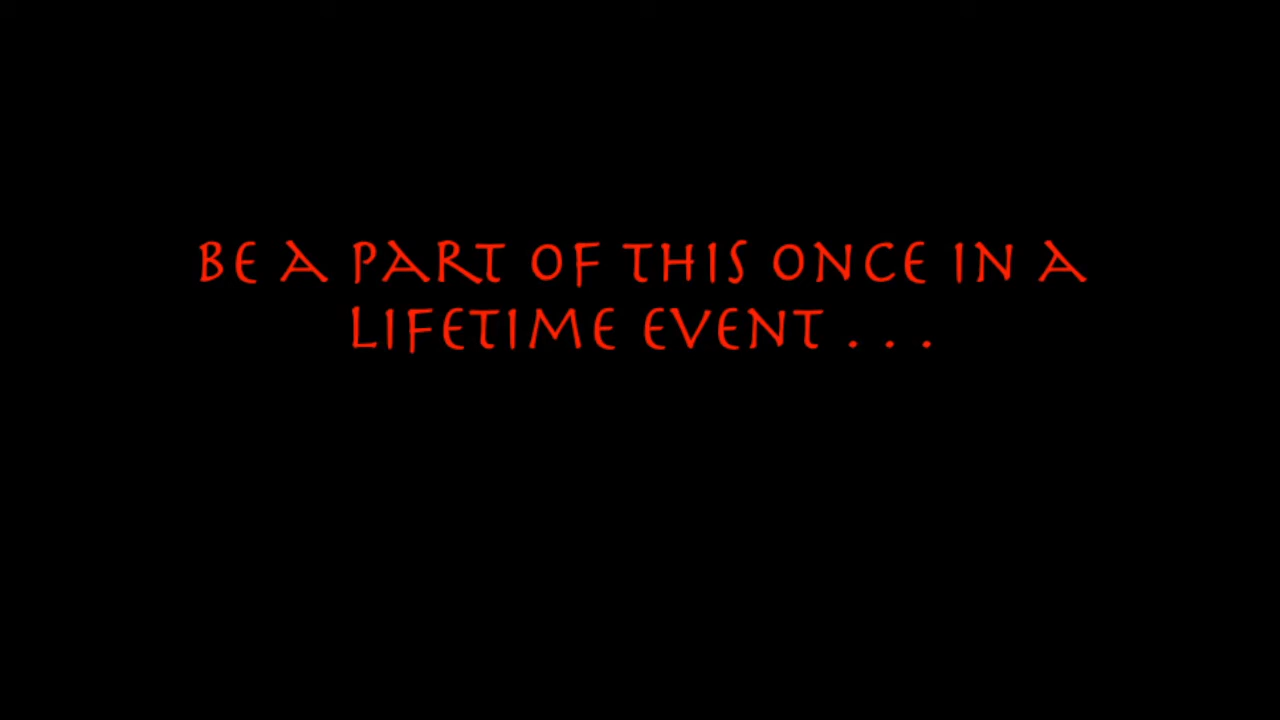 BE A PART OF THIS ONCE IN A
LIFETIME EVENT . . .